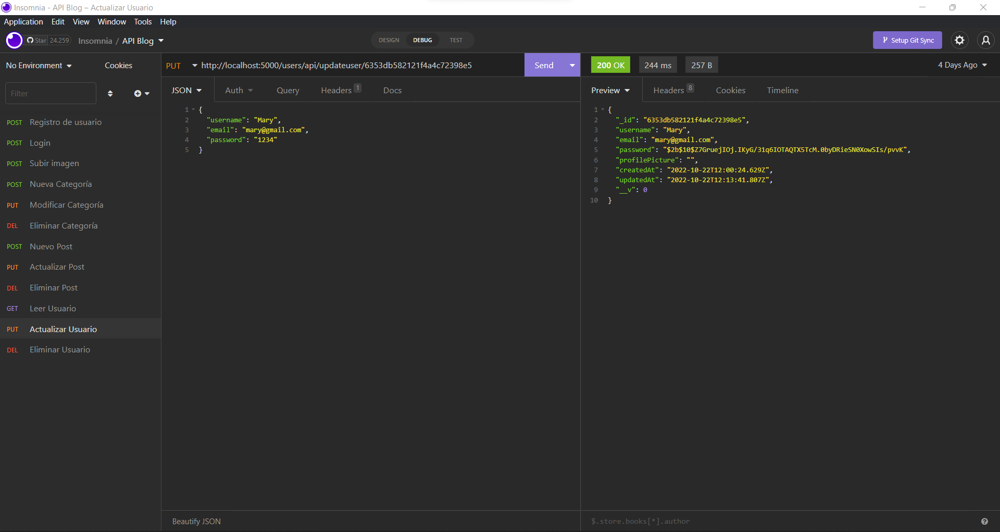 Insomnia - API Blog – Actualizar Usuario
Application Edit View Window Tools Help
Star 24.259 Insomnia / API Blog DESIGN DEBUG TEST Setup Git Sync
No Environment Cookies
Filter
POST Registro de usuario
POST Login
POST Subir imagen
POST Nueva Categoría
PUT Modificar Categoría
DEL Eliminar Categoría
POST Nuevo Post
PUT Actualizar Post
DEL Eliminar Post
GET Leer Usuario
PUT Actualizar Usuario
DEL Eliminar Usuario
PUT http://localhost:5000/users/api/updateuser/6353db582121f4a4c72398e5 Send
JSON Auth Query Headers 1 Docs
1 {
2 "username": "Mary",
3 "email": "mary@gmail.com",
4 "password": "1234"
5 }
Beautify JSON
200 OK 244 ms 257 B 4 Days Ago
Preview Headers 8 Cookies Timeline
1 {
2 "_id": "6353db582121f4a4c72398e5",
3 "username": "Mary",
4 "email": "mary@gmail.com",
5 "password": "$2b$10$Z7GruejIOj.IKyG/31q6IOTAQTX5TcM.0byDRieSN0XowSIs/pvvK",
6 "profilePicture": "",
7 "createdAt": "2022-10-22T12:00:24.629Z",
8 "updatedAt": "2022-10-22T12:13:41.807Z",
9 "__v": 0
10 }
$.store.books[*].author